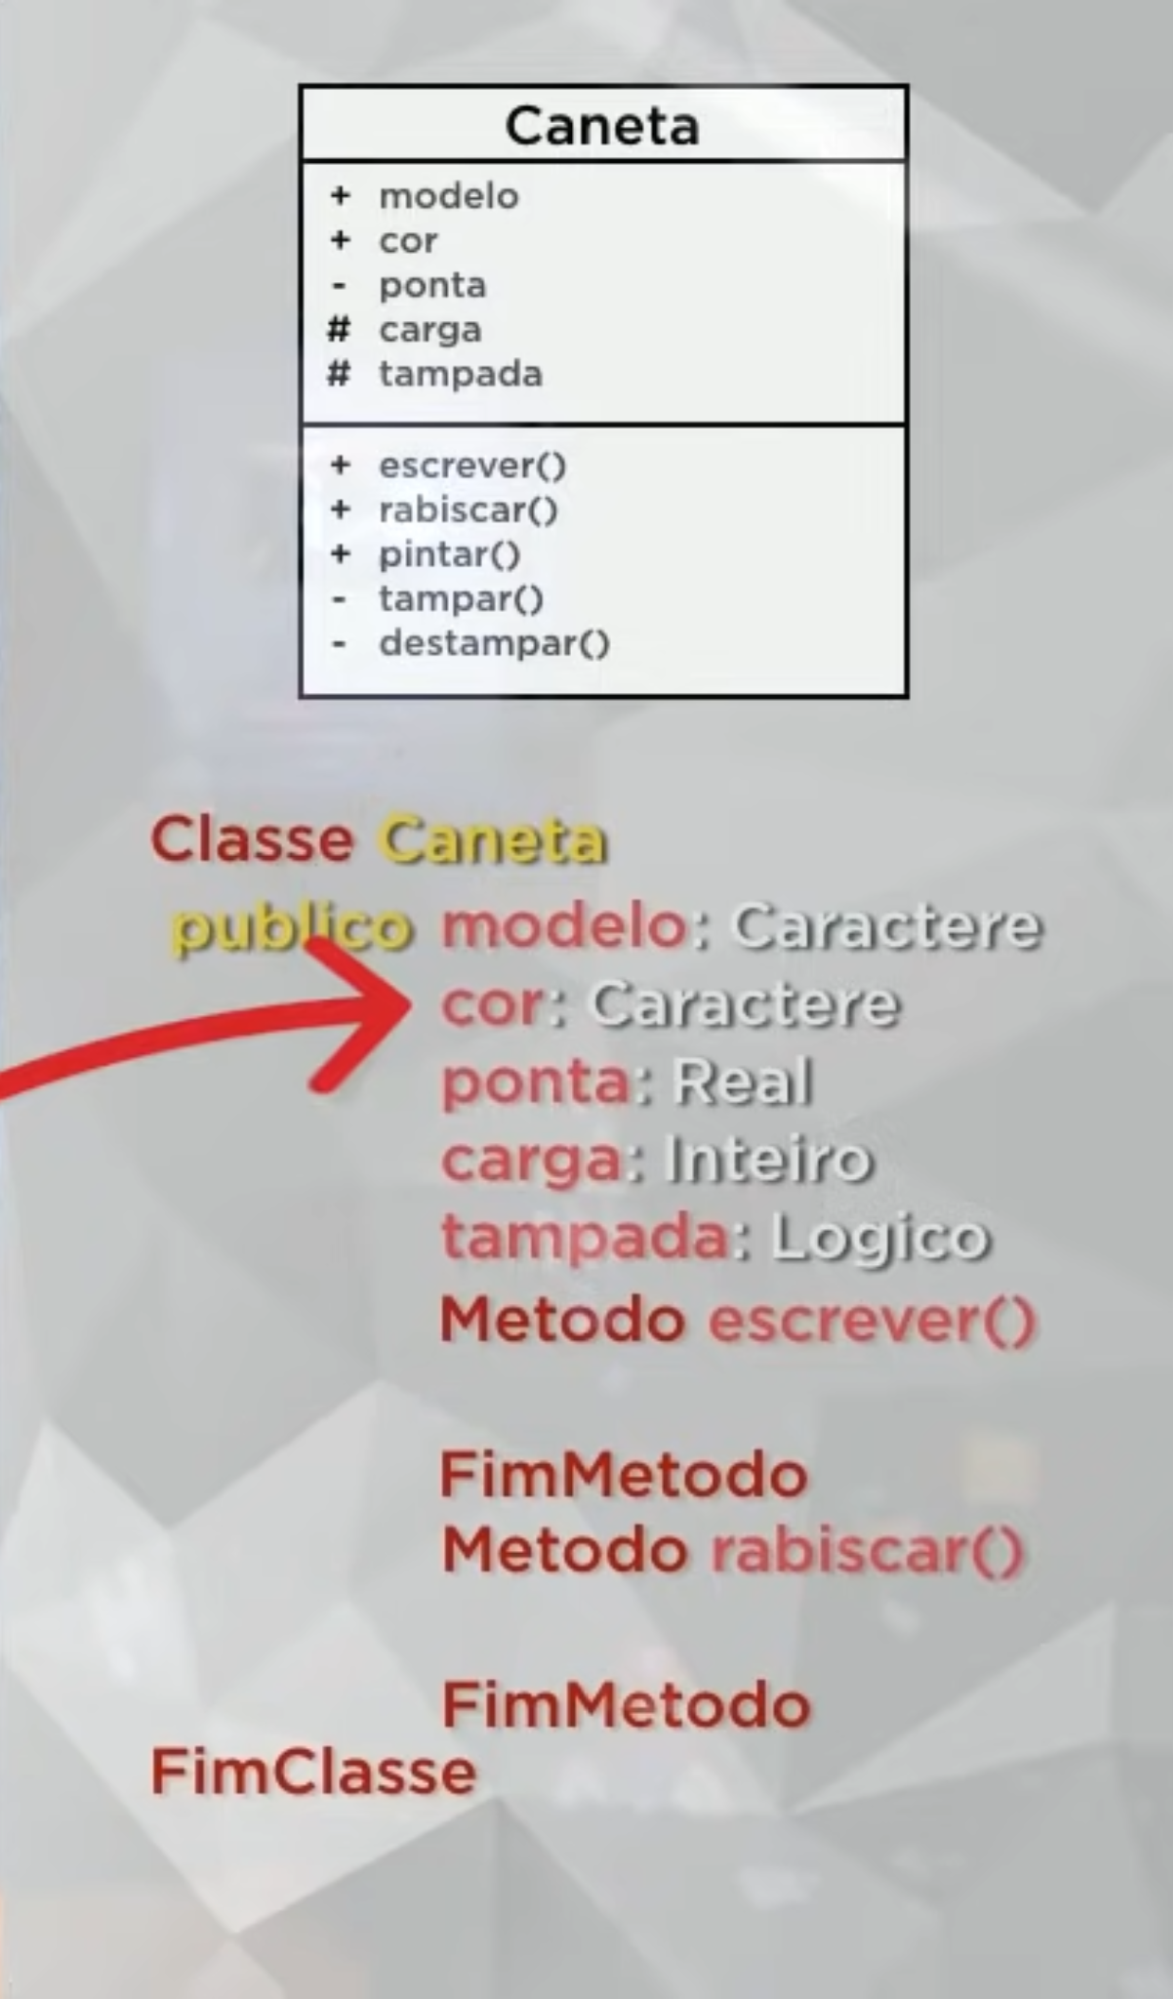 Caneta
+ modelo
+ cor
- ponta
# carga
# tampada
+ escrever()
+ rabiscar()
+ pintar()
- tampar()
- destampar()
Classe Caneta
publico modelo: Caractere
cor: Caractere
ponta: Real
carga: Inteiro
tampada: Logico
Metodo escrever()
FimMetodo
Metodo rabiscar()
FimMetodo
FimClasse